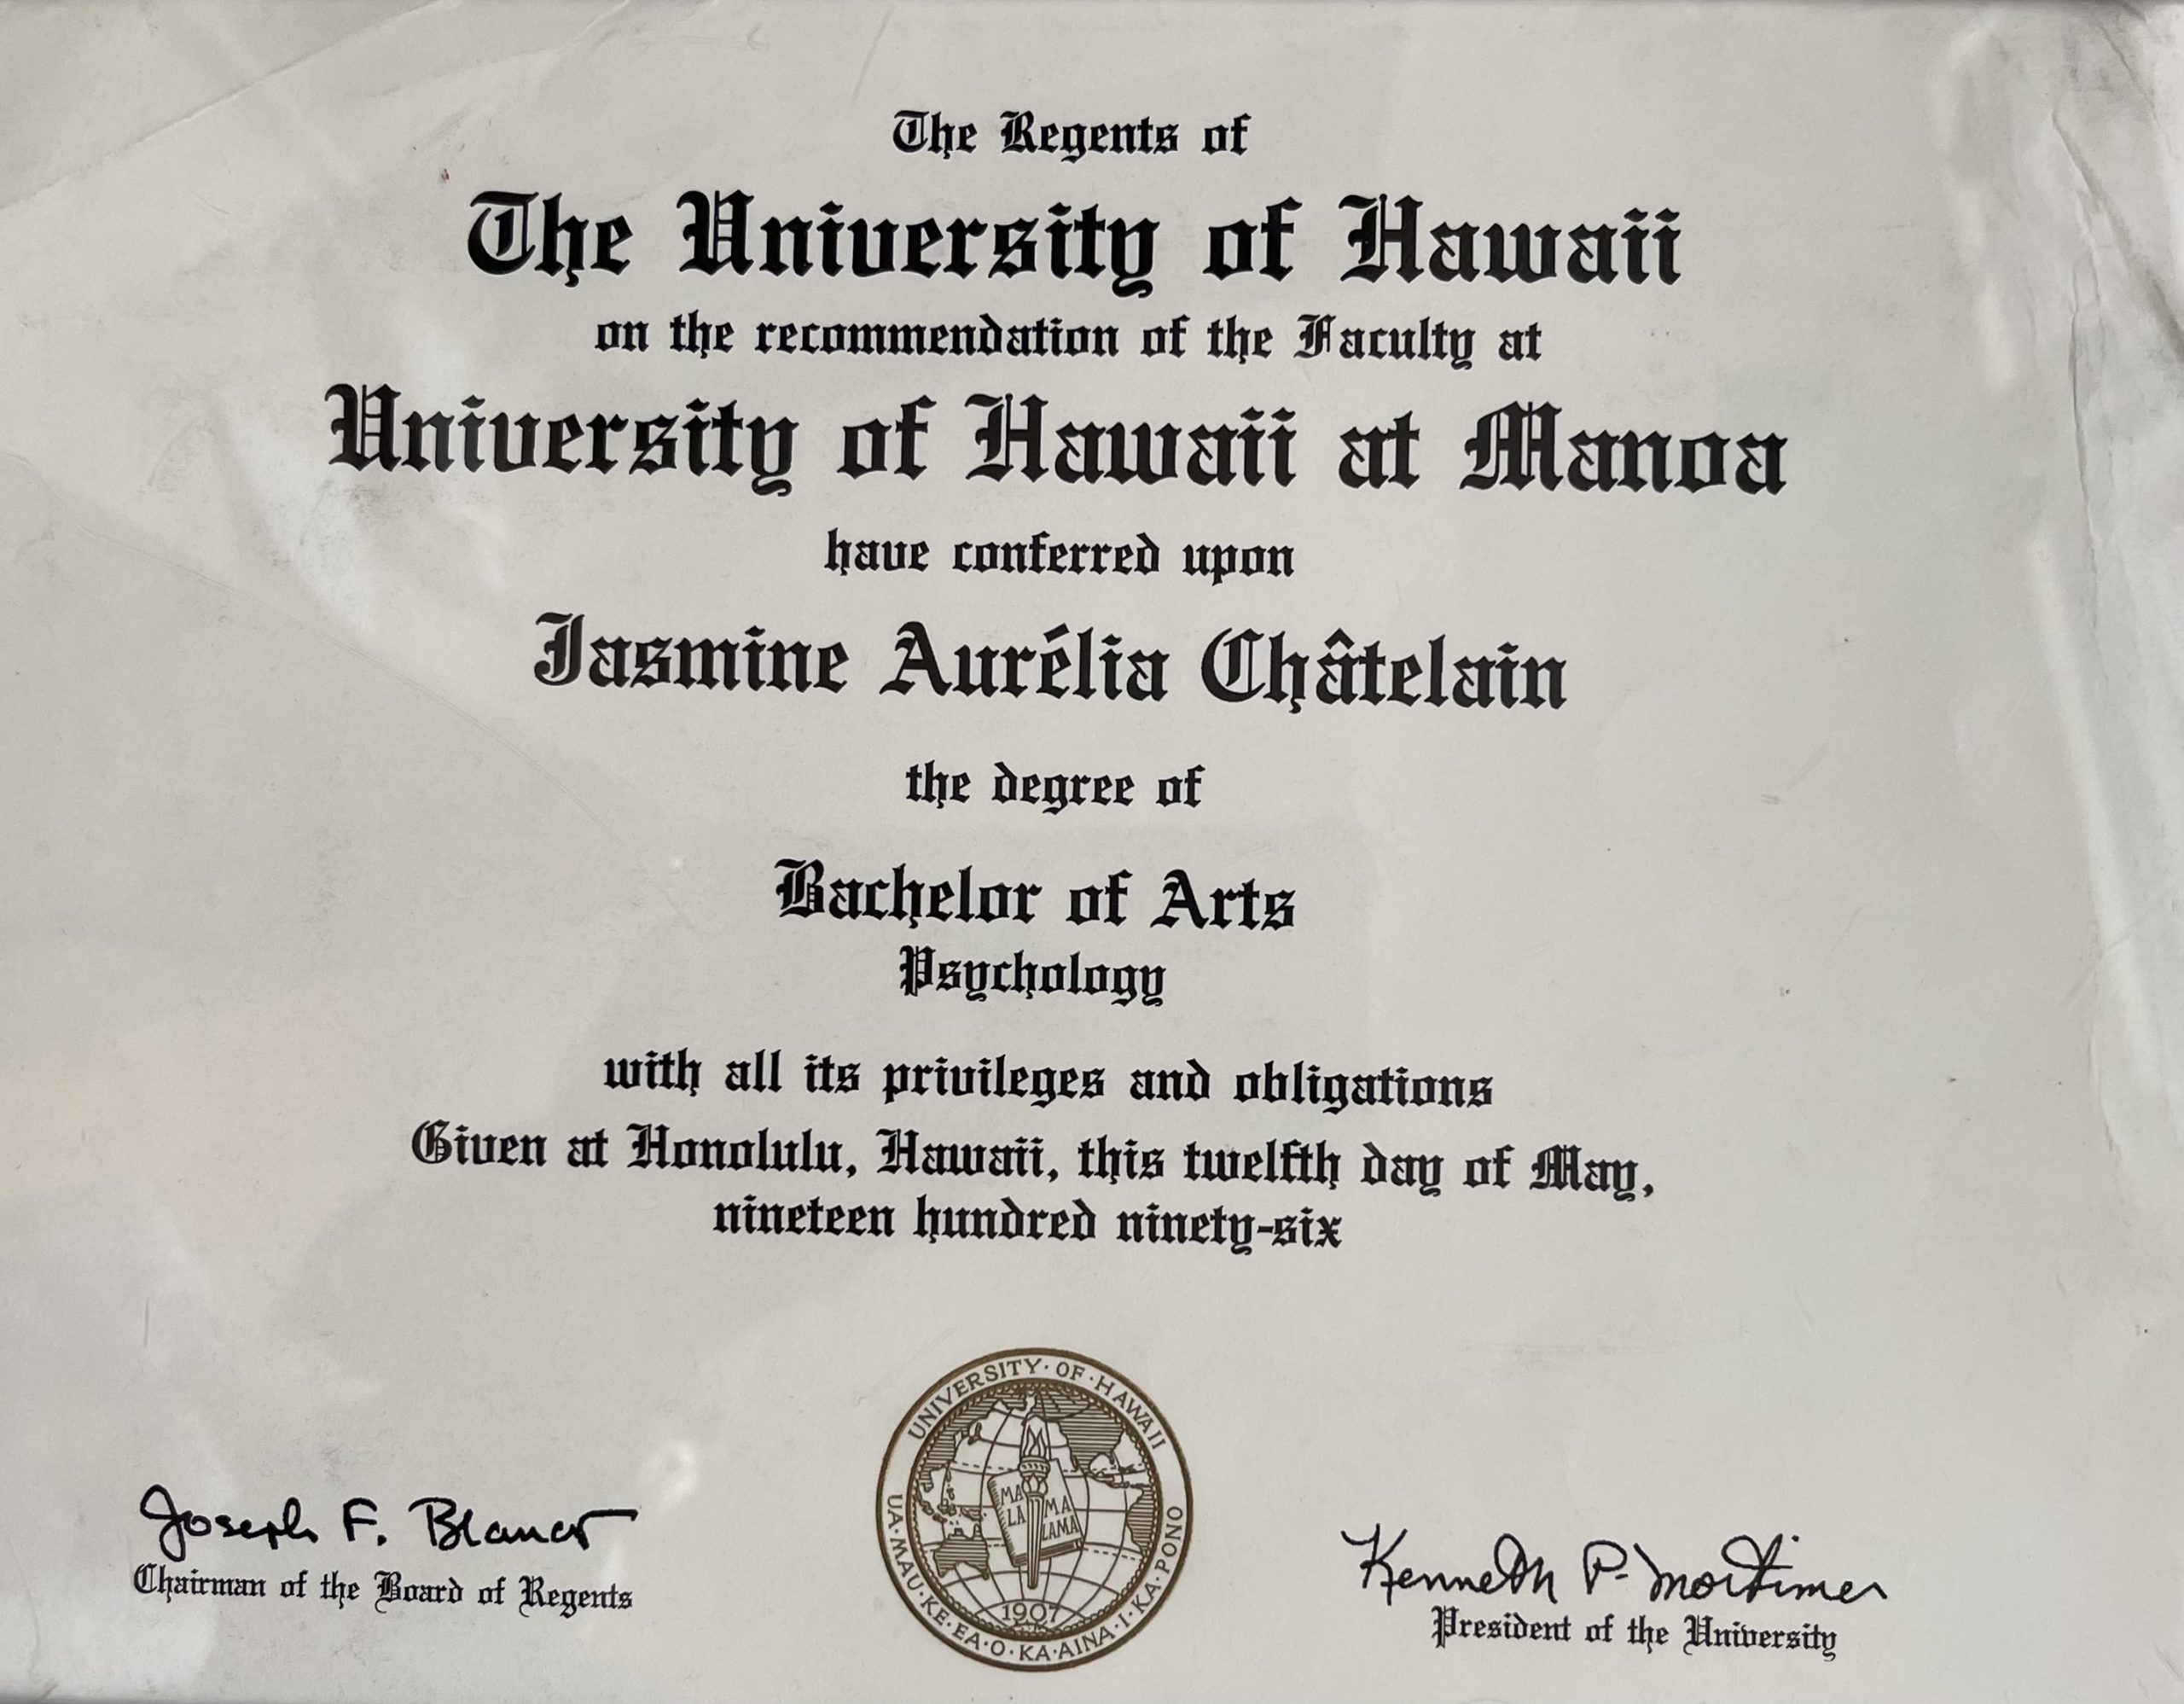 The Regents of
The University of Hawaii
on the recommendation of the Faculty at
University of Hawaii at Manoa
have conferred upon
Jasmine Aurélia Châtelain
the degree of
Bachelor of Arts
Psychology
with all its privileges and obligations
Given at Honolulu, Hawaii, this twelfth day of May,
nineteen hundred ninety-six
UNIVERSITY·OF·HAWAII
MA
LA
MA
LAMA
1907
UA·MAU·KE·EA·O·KA·AINA·I·KA·PONO
Joseph F. Blanco
Chairman of the Board of Regents
Kenneth P. Mortimer
President of the University